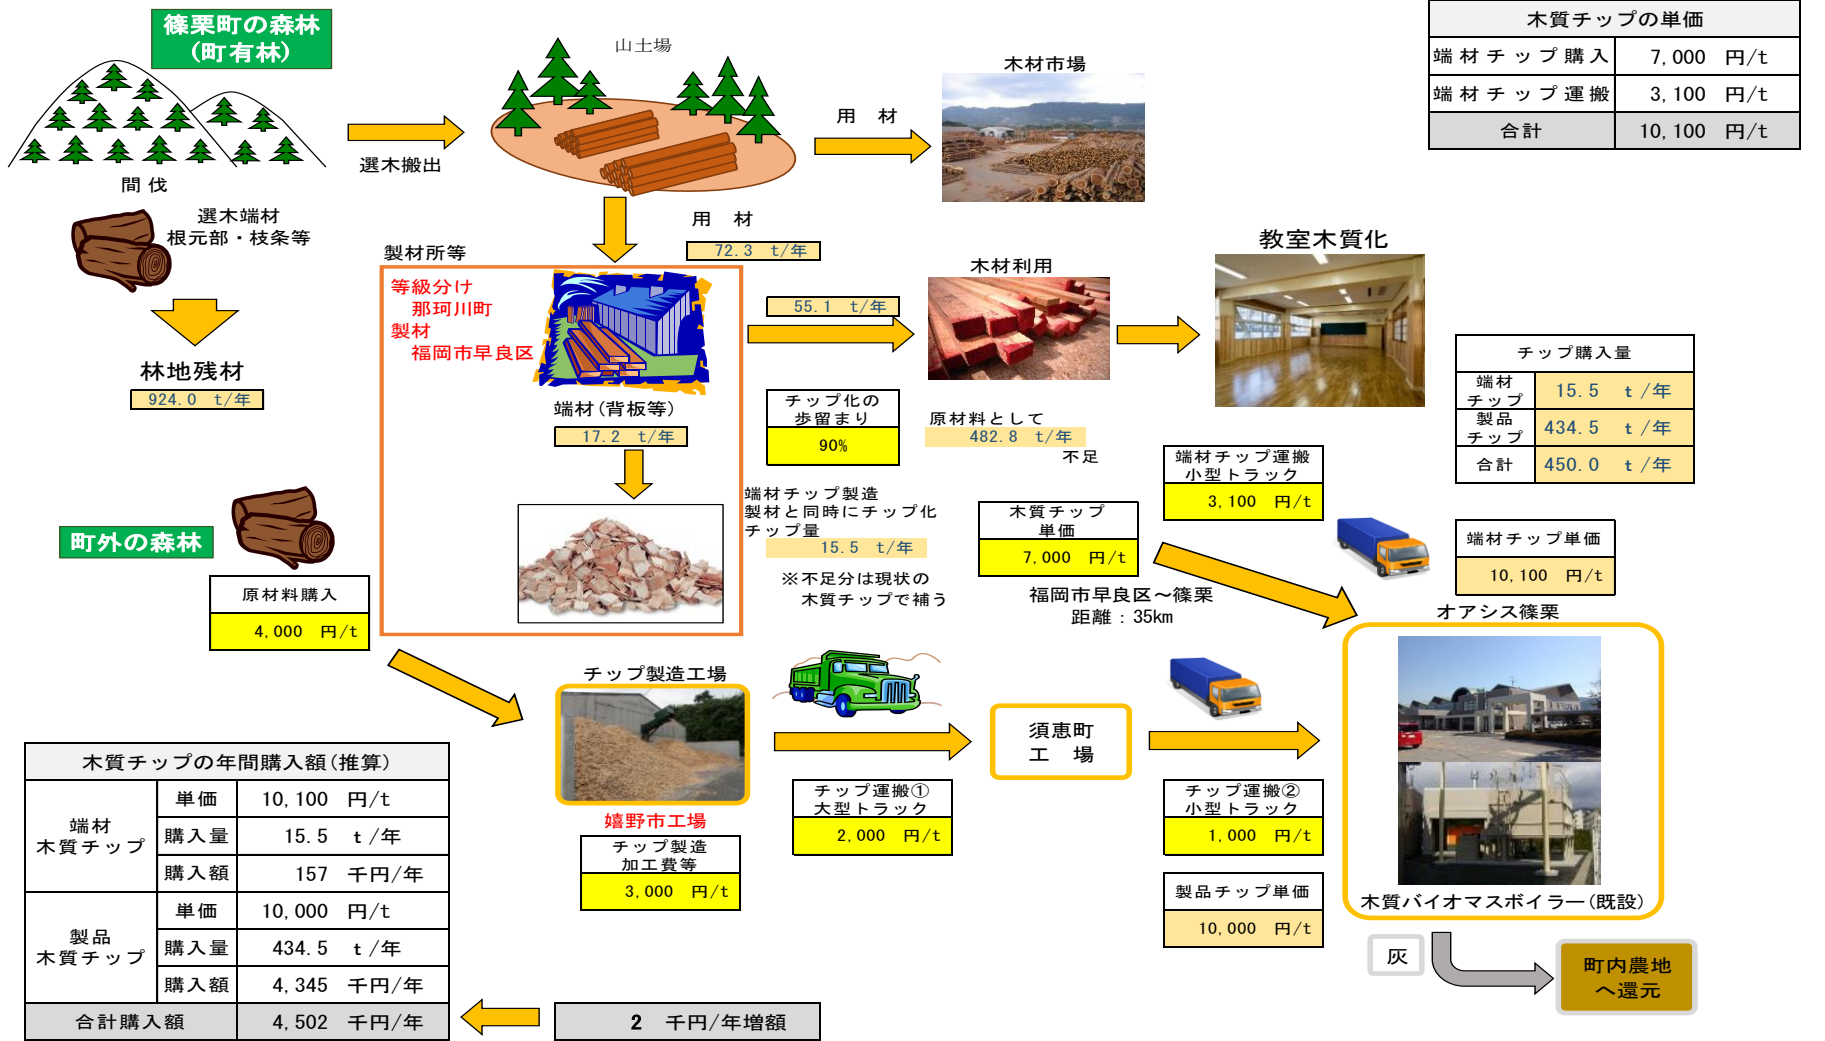 篠栗町の森林
(町有林)
間伐
選木端材
根元部・枝条等
林地残材
924.0 t/年
選木搬出
山土場
用 材
木材市場
木質チップの単価
端材チップ購入 7,000 円/t
端材チップ運搬 3,100 円/t
合計 10,100 円/t
用 材
72.3 t/年
製材所等
等級分け
那珂川町
製材
福岡市早良区
端材(背板等)
17.2 t/年
55.1 t/年
木材利用
教室木質化
チップ化の
歩留まり
90%
原材料として
482.8 t/年
不足
端材チップ製造
製材と同時にチップ化
チップ量
15.5 t/年
※不足分は現状の
木質チップで補う
チップ購入量
端材
チップ
15.5 t/年
製品
チップ
434.5 t/年
合計 450.0 t/年
端材チップ運搬
小型トラック
3,100 円/t
木質チップ
単価
7,000 円/t
福岡市早良区～篠栗
距離：35km
端材チップ単価
10,100 円/t
オアシス篠栗
町外の森林
原材料購入
4,000 円/t
チップ製造工場
嬉野市工場
チップ製造
加工費等
3,000 円/t
チップ運搬①
大型トラック
2,000 円/t
須恵町
工 場
チップ運搬②
小型トラック
1,000 円/t
製品チップ単価
10,000 円/t
木質バイオマスボイラー(既設)
灰
町内農地
へ還元
木質チップの年間購入額(推算)
端材
木質チップ
単価 10,100 円/t
購入量 15.5 t/年
購入額 157 千円/年
製品
木質チップ
単価 10,000 円/t
購入量 434.5 t/年
購入額 4,345 千円/年
合計購入額 4,502 千円/年
2 千円/年増額